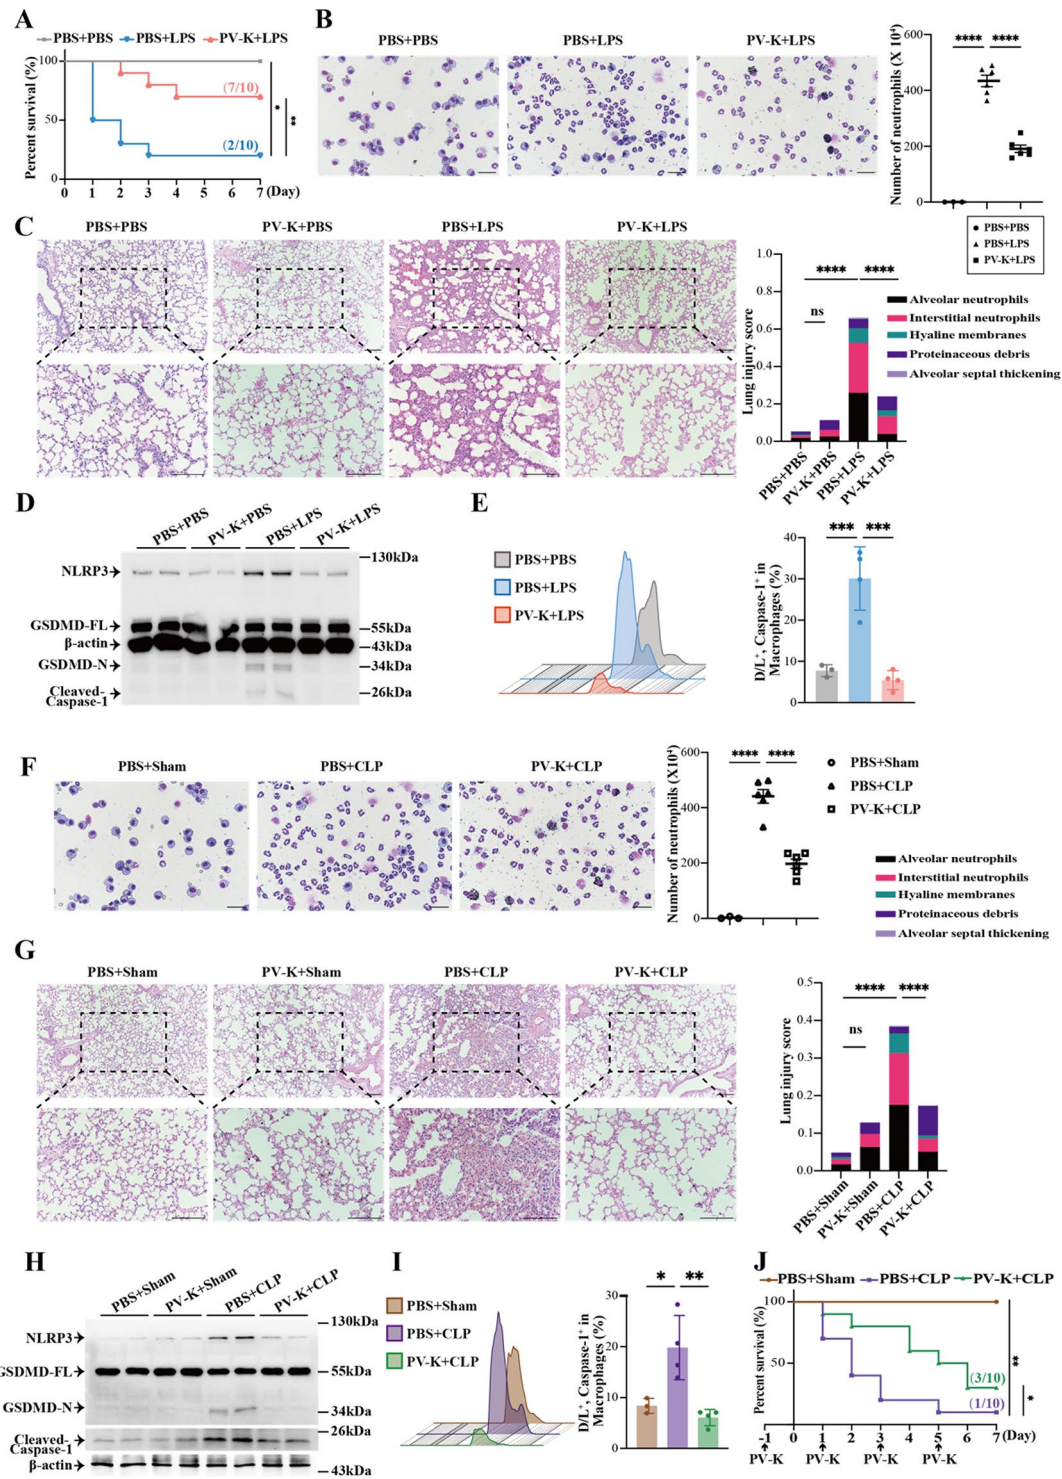 A
PBS+PBS PBS+LPS PV-K+LPS
Percent survival (%)
100
50
0
(7/10)
(2/10)
*
**
0 1 2 3 4 5 6 7 (Day)
B
PBS+PBS PBS+LPS PV-K+LPS
Number of neutrophils (X 10⁴)
600
400
200
0
**** ****
PBS+PBS
PBS+LPS
PV-K+LPS
C
PBS+PBS PV-K+PBS PBS+LPS PV-K+LPS
Lung injury score
1.0
0.8
0.6
0.4
0.2
0.0
**** ****
ns
PBS+PBS PV-K+PBS PBS+LPS PV-K+LPS
Alveolar neutrophils
Interstitial neutrophils
Hyaline membranes
Proteinaceous debris
Alveolar septal thickening
D
PBS+PBS PV-K+PBS PBS+LPS PV-K+LPS
NLRP3
GSDMD-FL
β-actin
GSDMD-N
Cleaved-
Caspase-1
130kDa
55kDa
43kDa
34kDa
26kDa
E
PBS+PBS
PBS+LPS
PV-K+LPS
D/L⁺, Caspase-1⁺ in
Macrophages (%)
40
30
20
10
0
*** ***
F
PBS+Sham PBS+CLP PV-K+CLP
Number of neutrophils (X10⁴)
600
400
200
0
**** ****
PBS+Sham
PBS+CLP
PV-K+CLP
Alveolar neutrophils
Interstitial neutrophils
Hyaline membranes
Proteinaceous debris
Alveolar septal thickening
G
PBS+Sham PV-K+Sham PBS+CLP PV-K+CLP
Lung injury score
0.5
0.4
0.3
0.2
0.1
0.0
**** ****
ns
PBS+Sham PV-K+Sham PBS+CLP PV-K+CLP
H
PBS+Sham PV-K+Sham PBS+CLP PV-K+CLP
NLRP3
GSDMD-FL
GSDMD-N
Cleaved-
Caspase-1
β-actin
130kDa
55kDa
34kDa
26kDa
43kDa
I
PBS+Sham
PBS+CLP
PV-K+CLP
D/L⁺, Caspase-1⁺ in
Macrophages (%)
30
20
10
0
* **
J
PBS+Sham PBS+CLP PV-K+CLP
Percent survival (%)
100
50
(3/10)
(1/10)
**
*
-1 0 1 2 3 4 5 6 7 (Day)
PV-K PV-K PV-K PV-K